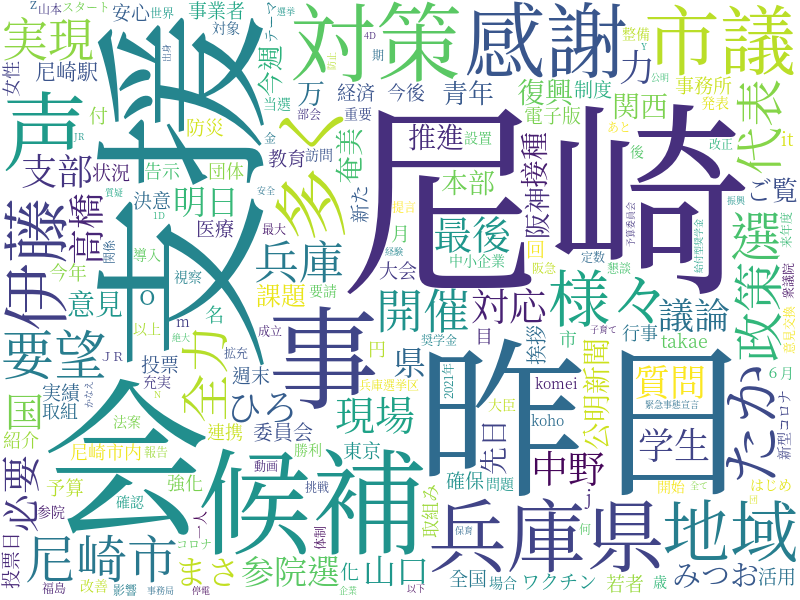 Z
山本
スタート
選挙
安心
世界
テーマ
事業者
出身
対象
実現
尼崎駅
女性
今週
支援
対策
感謝
市議
4D
期
防止
整備
Y
公明
力
事務所
発表
あと
経済
今後
青年
復興
制度
電子版
関西
代表
it
万
当選
部会
重要
声
付
防災
金
JR
教育
訪問
奄美
多く
推進
設置
尼崎
阪神
接種
後
改正
支部
状況
告示
団体
質疑
安全
新た
提言
本部
ご覧
振興
予算委員会
伊藤
高橋
明日
決意
1D
医療
最大
月
回
最後
定数
給付型奨学金
来年度
選
政策
関係
導入
視察
大会
経験
中小企業
阪急
懇談
衆議院
今年
意見
O
兵庫
課題
要請
開催
対応
様々
議論
意見交換
以上
m
名
成立
目
市
子育て
行事
takae
要望
JR
絶大
全力
円
拡充
奨学金
県
挨拶
事
昨日
質問
6月
実績
投票
週末
兵庫選挙区
2021年
取組
充実
かなえ
N
国
ひろ
現場
komei
大臣
公明新聞
緊急事態宣言
学生
たか
法案
紹介
連携
委員会
koho
先日
新型コロナ
尼崎市内
報告
勝利
東京
中野
j
必要
会
候補
動画
確保
問題
開始
全て
はじめ
国
予算
強化
挑戦
取組み
兵庫県
地域
参院
確認
一人
体制
保育
何
尼崎市
コロナ
まさ
参院選
化
山口
全国
場合
ワクチン
若者
歳
みつお
活用
投票日
福島
改善
影響
事務局
停電
企業
以下